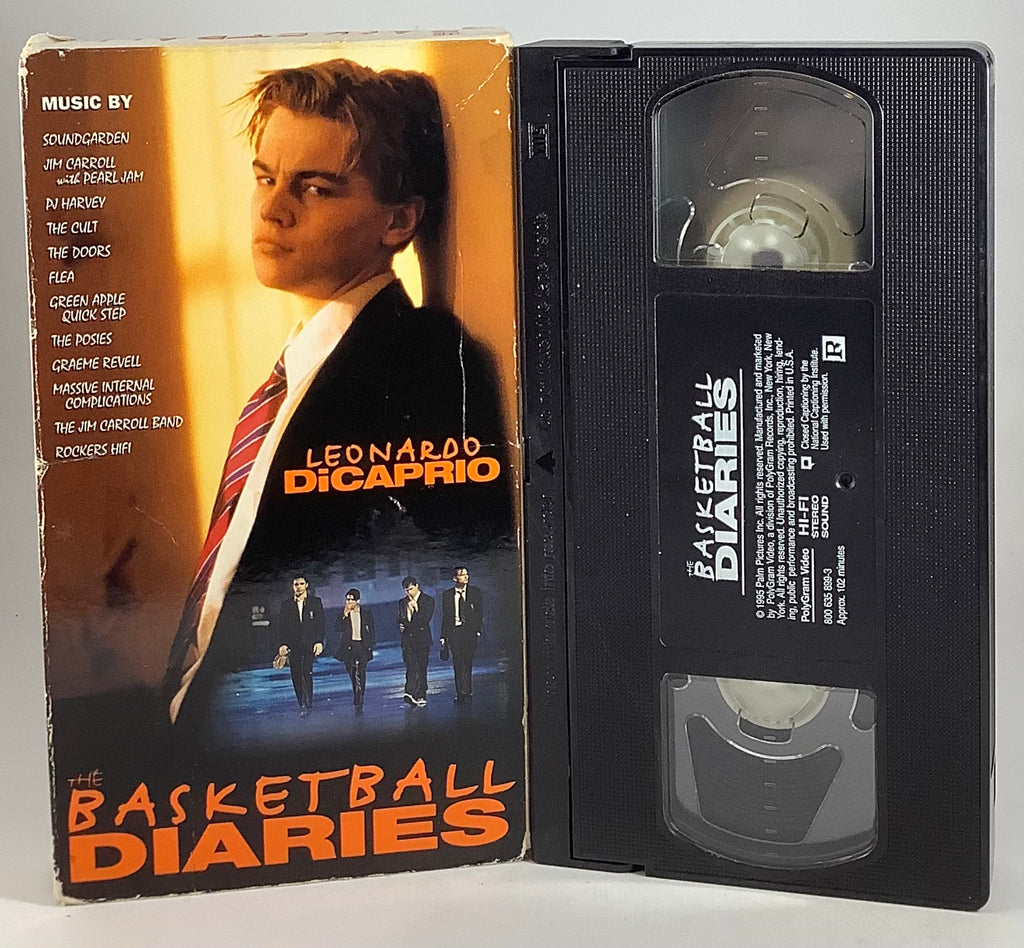 MUSIC BY
SOUNDGARDEN
JIM CARROLL
with PEARL JAM
PJ HARVEY
THE CULT
THE DOORS
FLEA
GREEN APPLE
QUICK STEP
THE POSIES
GRAEME REVELL
MASSIVE INTERNAL
COMPLICATIONS
THE JIM CARROLL BAND
ROCKERS HIFI
LEONARDO
DiCAPRIO
THE
BASKETBALL
DIARIES
THE
BASKETBALL
DIARIES
© 1995 Palm Pictures Inc. All rights reserved. Manufactured and marketed
by PolyGram Video, a division of PolyGram Records, Inc., New York, New
York. All rights reserved. Unauthorized copying, reproduction, hiring, lend-
ing, public performance and broadcasting prohibited. Printed in U.S.A.
PolyGram Video
HI-FI
STEREO
SOUND
Closed Captioning by the
National Captioning Institute.
Used with permission.
R
800 635 899-3
Approx. 102 minutes